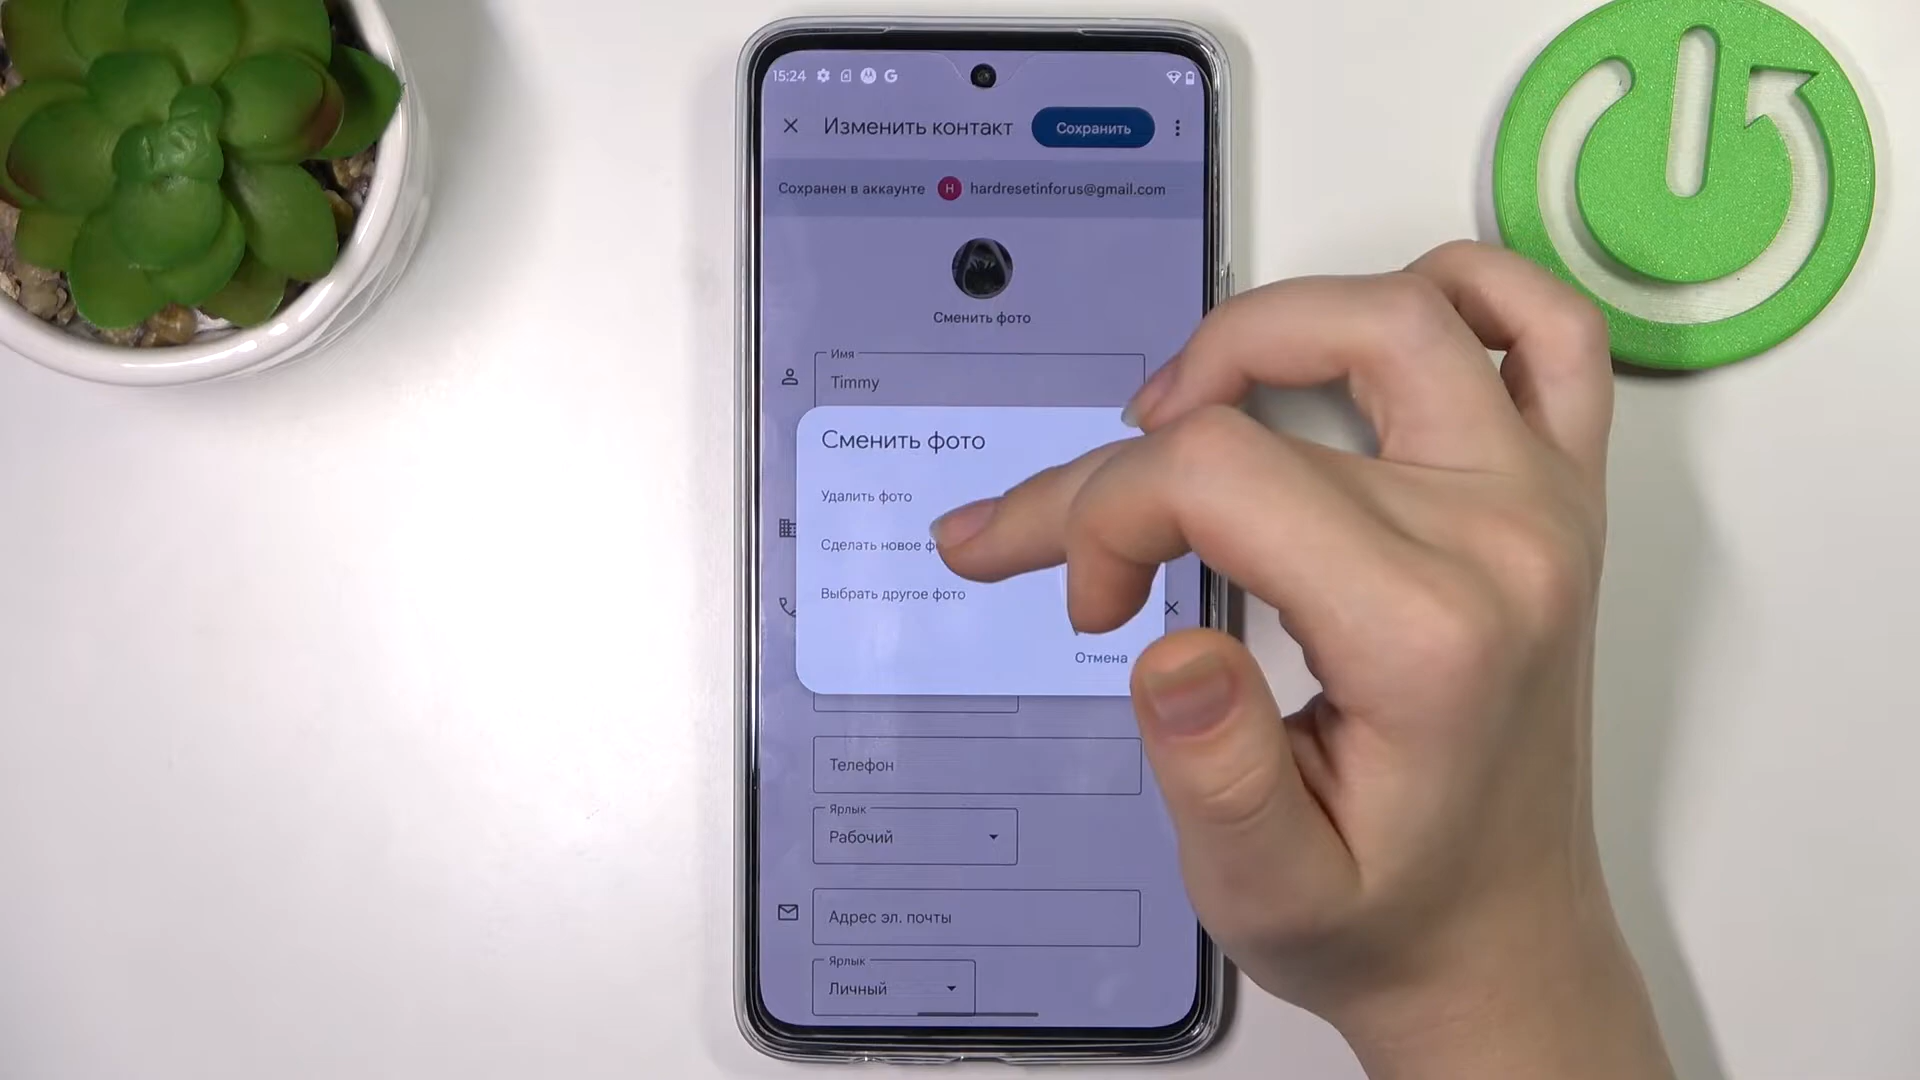 15:24
Изменить контакт
Сохранить
Сохранен в аккаунте H hardresetinforus@gmail.com
Сменить фото
Имя
Timmy
Сменить фото
Удалить фото
Сделать новое
Выбрать другое фото
Отмена
Телефон
Ярлык
Рабочий
Адрес эл. почты
Ярлык
Личный